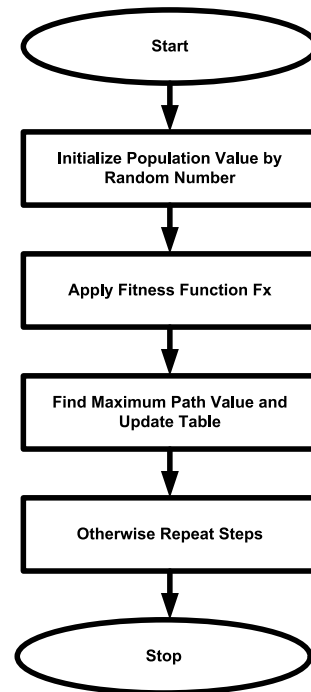 Start
Initialize Population Value by
Random Number
Apply Fitness Function Fx
Find Maximum Path Value and
Update Table
Otherwise Repeat Steps
Stop